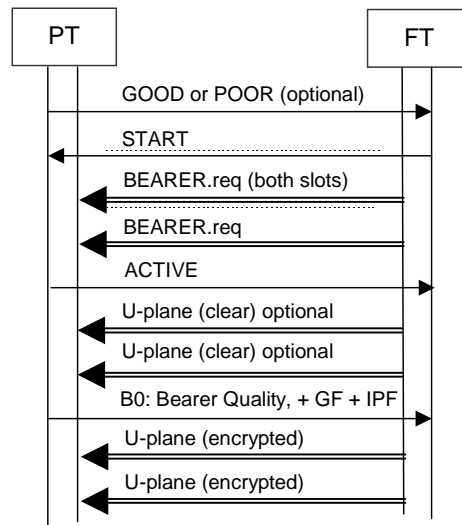 PT
FT
GOOD or POOR (optional)
START
BEARER.req (both slots)
BEARER.req
ACTIVE
U-plane (clear) optional
U-plane (clear) optional
B0: Bearer Quality, + GF + IPF
U-plane (encrypted)
U-plane (encrypted)